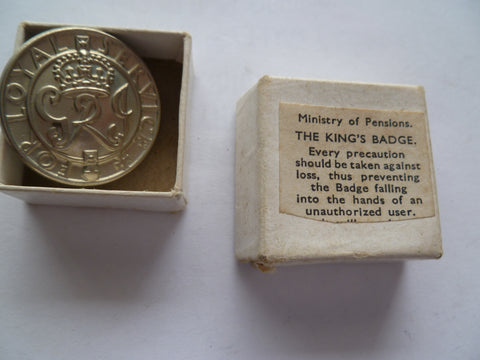 FOR LOYAL SERVICE
GRI
Ministry of Pensions.
THE KING'S BADGE.
Every precaution
should be taken against
loss, thus preventing
the Badge falling
into the hands of an
unauthorized user.